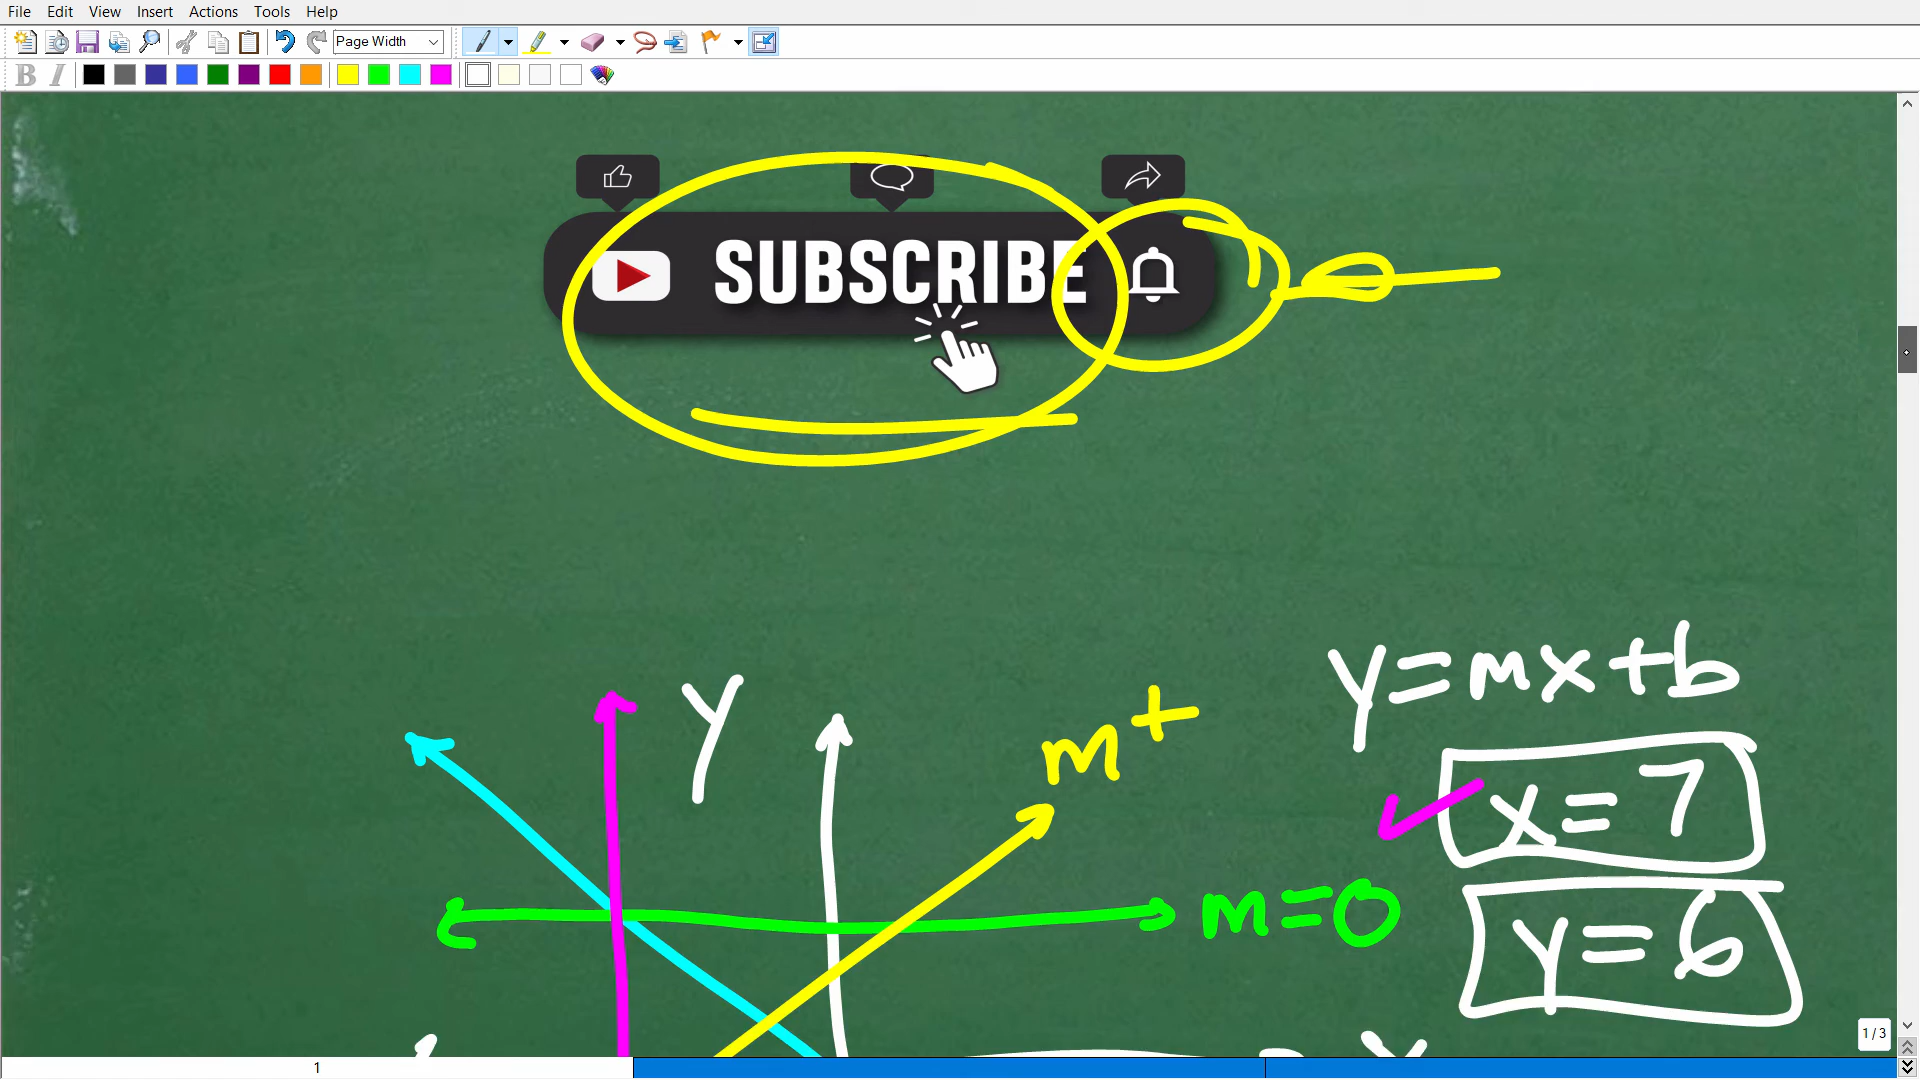 File Edit View Insert Actions Tools Help
Page Width
B I
SUBSCRIBE
y=mx+b
y
m+
x=7
m=0
y=6
x
1 / 3
1